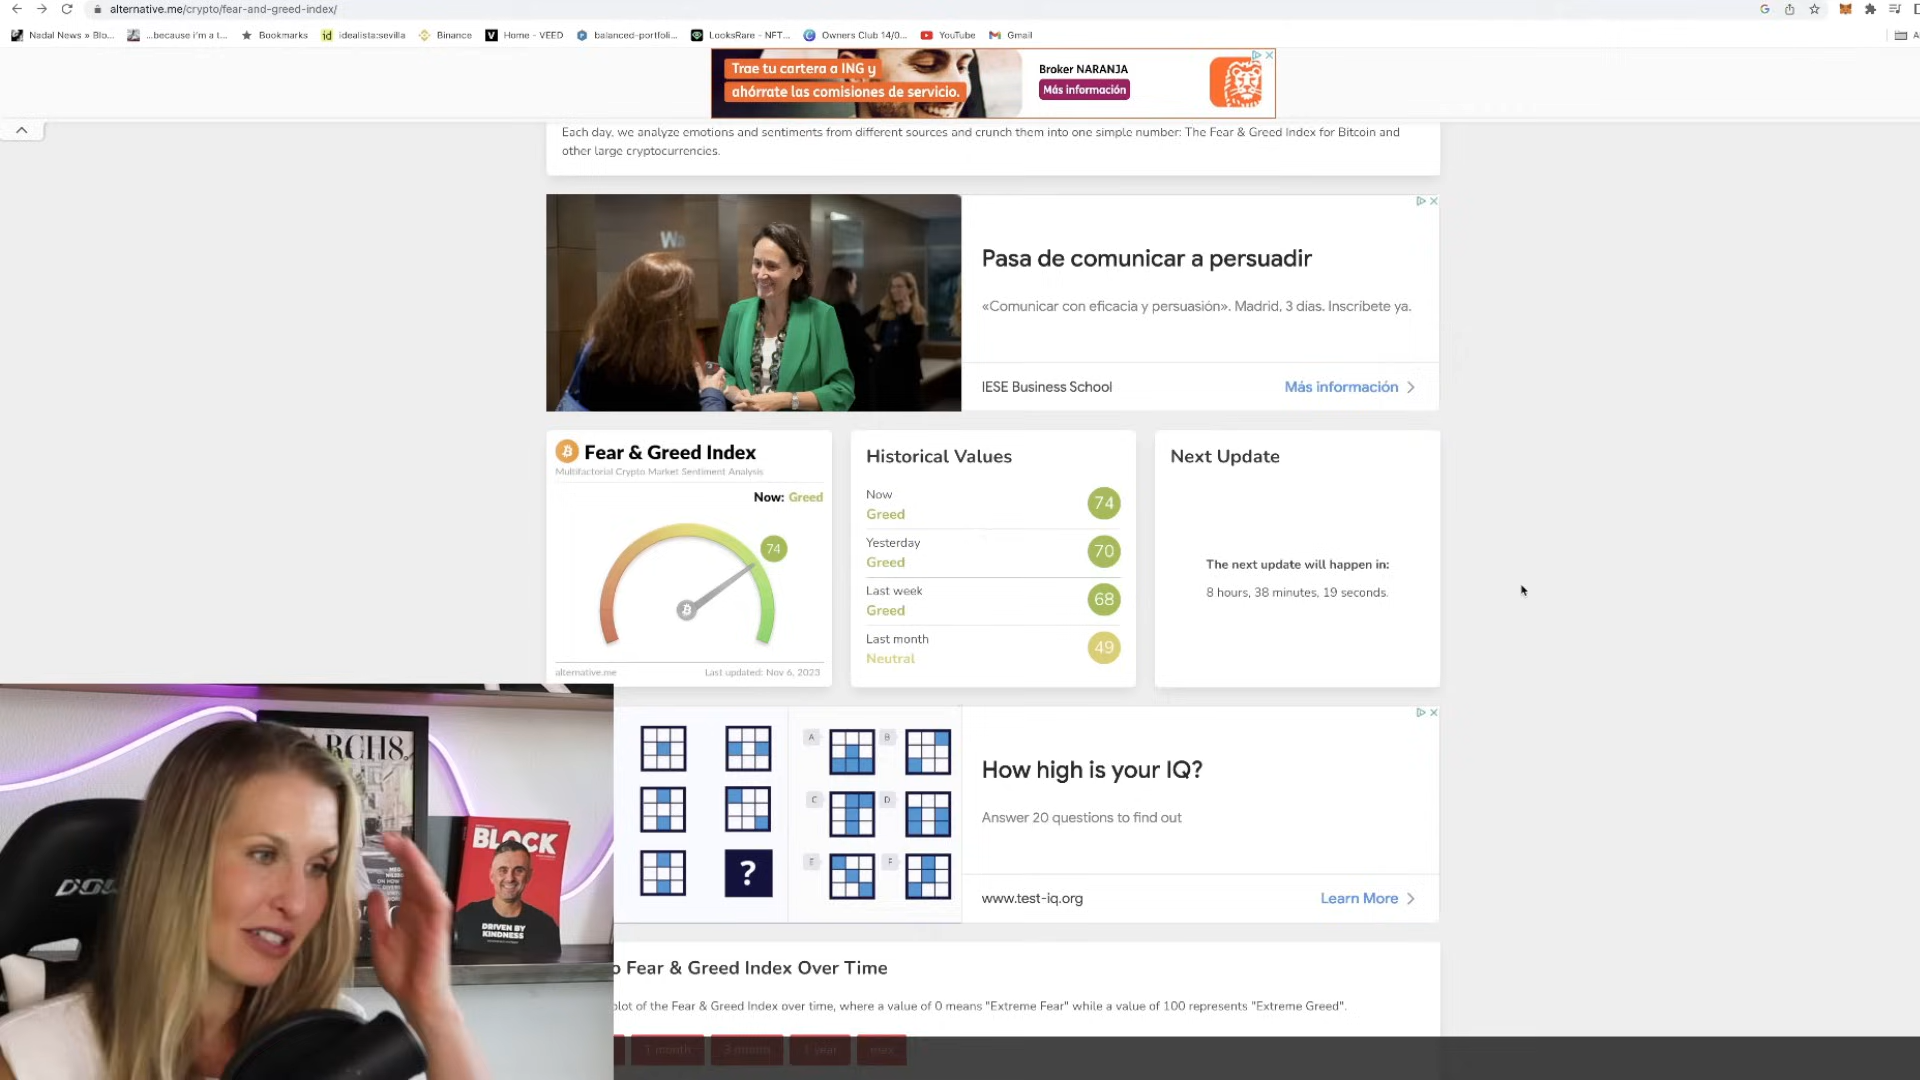 alternative.me/crypto/fear-and-greed-index/
Nadal News » Blo...
...because i'm a l...
Bookmarks
idealista:sevilla
Binance
Home - VEED
balanced-portfoli...
LooksRare - NFT...
Owners Club 14/0...
YouTube
Gmail
Trae tu cartera a ING y
ahórrate las comisiones de servicio.
Broker NARANJA
Más información
Each day, we analyze emotions and sentiments from different sources and crunch them into one simple number: The Fear & Greed Index for Bitcoin and
other large cryptocurrencies.
Pasa de comunicar a persuadir
«Comunicar con eficacia y persuasión». Madrid, 3 días. Inscríbete ya.
IESE Business School
Más información
Fear & Greed Index
Multifactorial Crypto Market Sentiment Analysis
Now: Greed
74
alternative.me
Last updated: Nov 6, 2023
Historical Values
Now
Greed
74
Yesterday
Greed
70
Last week
Greed
68
Last month
Neutral
49
Next Update
The next update will happen in:
8 hours, 38 minutes, 19 seconds.
A
B
C
D
E
F
?
How high is your IQ?
Answer 20 questions to find out
www.test-iq.org
Learn More
BLOCK
DRIVEN BY
KINDNESS
o Fear & Greed Index Over Time
plot of the Fear & Greed Index over time, where a value of 0 means "Extreme Fear" while a value of 100 represents "Extreme Greed".
1 month
3 month
1 year
max